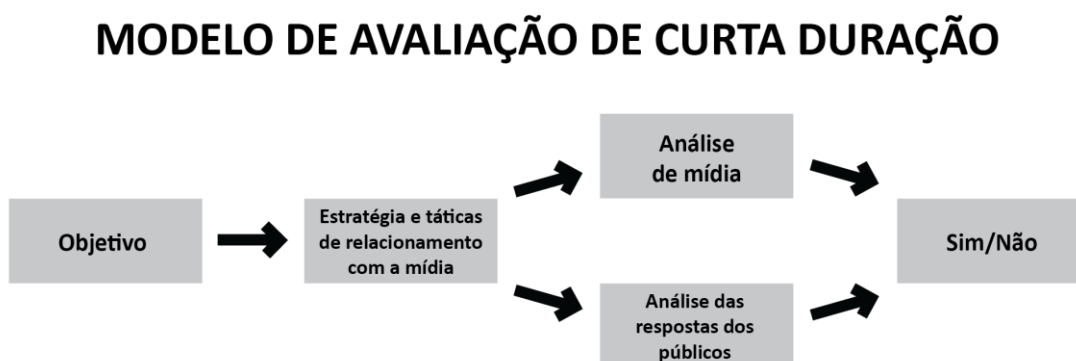 MODELO DE AVALIAÇÃO DE CURTA DURAÇÃO
Objetivo
Estratégia e táticas
de relacionamento
com a mídia
Análise
de mídia
Análise das
respostas dos
públicos
Sim/Não